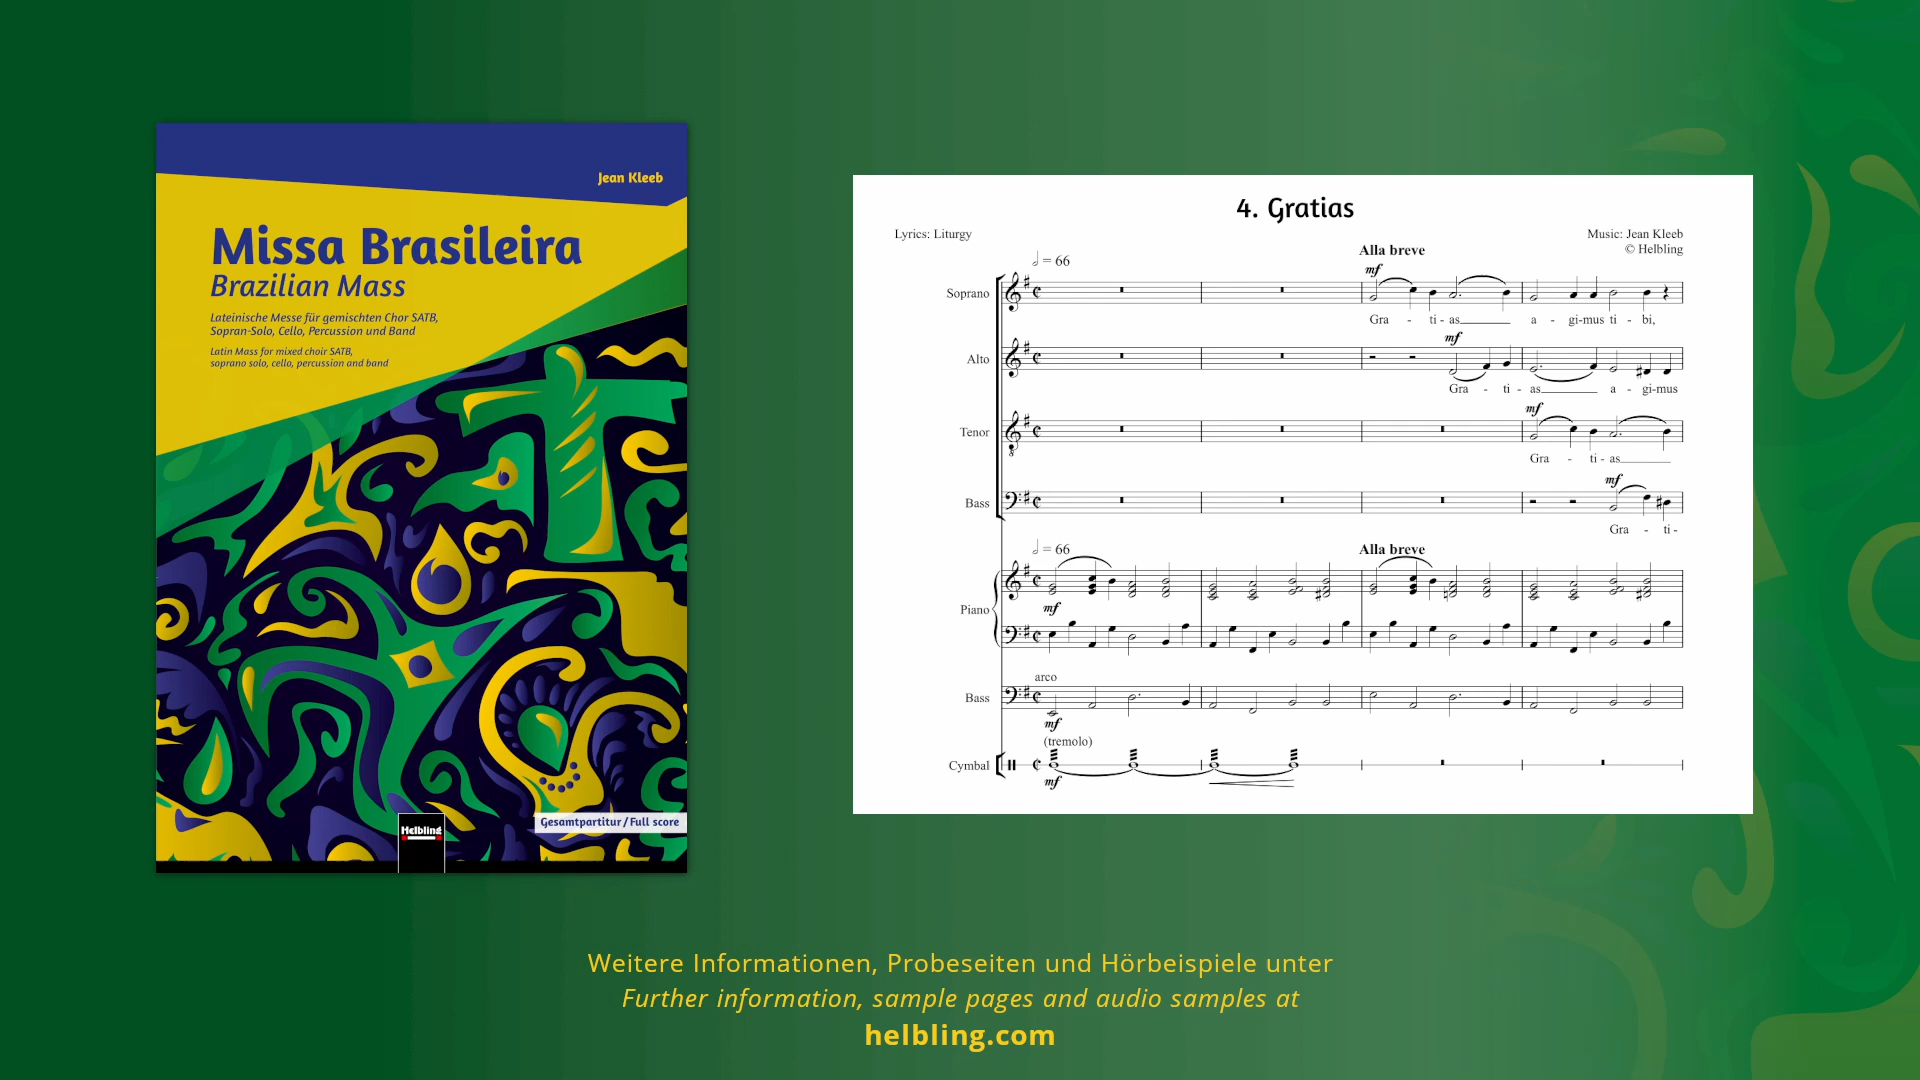 Jean Kleeb
Missa Brasileira
Brazilian Mass
Lateinische Messe für gemischten Chor SATB,
Sopran-Solo, Cello, Percussion und Band
Latin Mass for mixed choir SATB,
soprano solo, cello, percussion and band
Helbling
Gesamtpartitur / Full score
4. Gratias
Lyrics: Liturgy
Music: Jean Kleeb
© Helbling
𝅗𝅥 = 66
Alla breve
mf
Soprano
Gra - ti - as a - gi-mus ti - bi,
mf
Alto
Gra - ti - as a - gi-mus
mf
Tenor
Gra - ti - as
mf
Bass
Gra - ti -
𝅗𝅥 = 66
Alla breve
Piano
mf
arco
Bass
mf
(tremolo)
Cymbal
mf
Weitere Informationen, Probeseiten und Hörbeispiele unter
Further information, sample pages and audio samples at
helbling.com